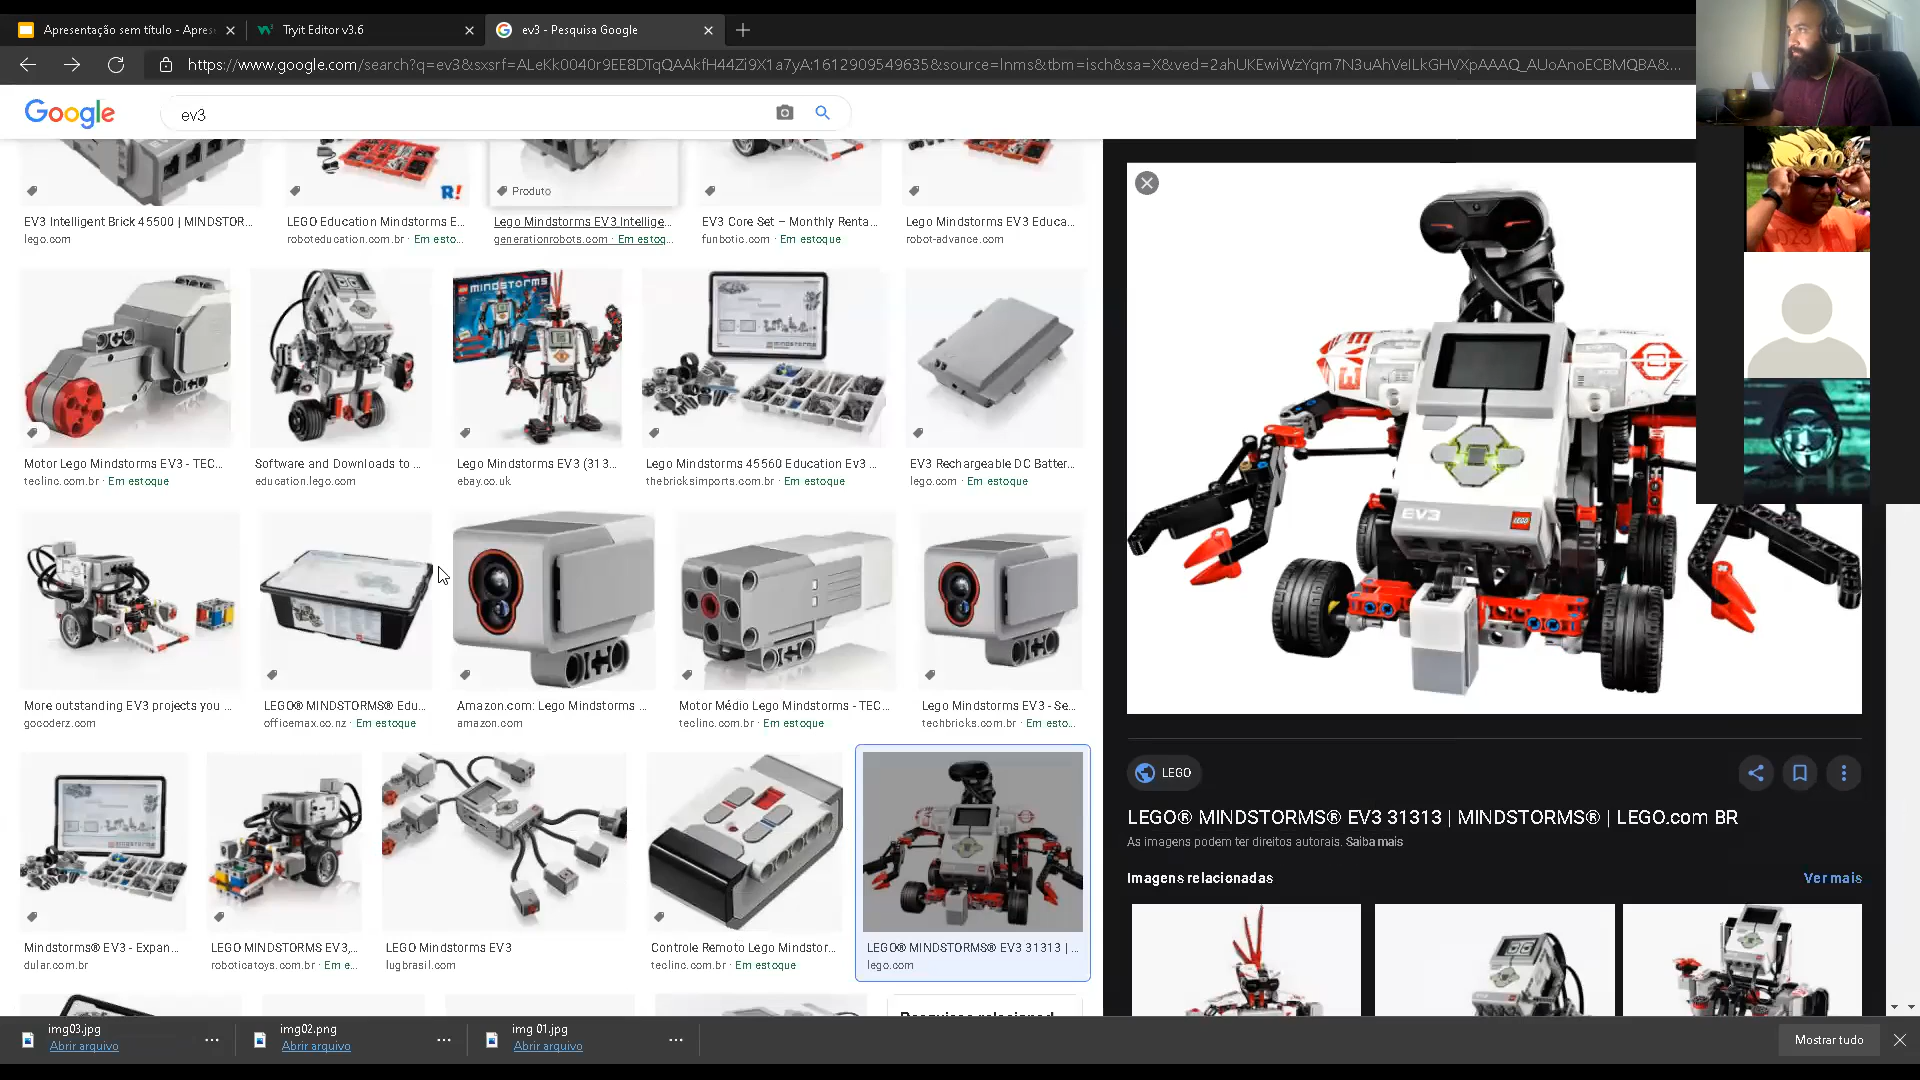 Apresentação sem título - Apres
Tryit Editor v3.6
ev3 - Pesquisa Google
https://www.google.com/search?q=ev3&sxsrf=ALeKk0040r9EE8DTqQAAkfH44Zi9X1a7yA:1612909549635&source=lnms&tbm=isch&sa=X&ved=2ahUKEwiWzYqm7N3uAhVeILkGHVXpAAAQ_AUoAnoECBMQBA&...
Google
ev3
Produto
R!
EV3 Intelligent Brick 45500 | MINDSTOR...
lego.com
LEGO Education Mindstorms E...
roboteducation.com.br · Em esto...
Lego Mindstorms EV3 Intellige...
generationrobots.com · Em estoq...
EV3 Core Set – Monthly Renta...
funbotic.com · Em estoque
Lego Mindstorms EV3 Educa...
robot-advance.com
MINDSTORMS
Motor Lego Mindstorms EV3 - TEC...
teclinc.com.br · Em estoque
Software and Downloads to ...
education.lego.com
Lego Mindstorms EV3 (313...
ebay.co.uk
Lego Mindstorms 45560 Education Ev3 ...
thebricksimports.com.br · Em estoque
EV3 Rechargeable DC Batter...
lego.com · Em estoque
More outstanding EV3 projects you ...
gocoderz.com
LEGO® MINDSTORMS® Edu...
officemax.co.nz · Em estoque
Amazon.com: Lego Mindstorms ...
amazon.com
Motor Médio Lego Mindstorms - TEC...
teclinc.com.br · Em estoque
Lego Mindstorms EV3 - Se...
techbricks.com.br · Em esto...
Mindstorms® EV3 - Expan...
dular.com.br
LEGO MINDSTORMS EV3,...
roboticatoys.com.br · Em e...
LEGO Mindstorms EV3
lugbrasil.com
Controle Remoto Lego Mindstor...
teclinc.com.br · Em estoque
LEGO® MINDSTORMS® EV3 31313 | ...
lego.com
EV3
LEGO
023
LEGO
LEGO® MINDSTORMS® EV3 31313 | MINDSTORMS® | LEGO.com BR
As imagens podem ter direitos autorais. Saiba mais
Imagens relacionadas
Ver mais
img03.jpg
Abrir arquivo
img02.png
Abrir arquivo
img 01.jpg
Abrir arquivo
Mostrar tudo